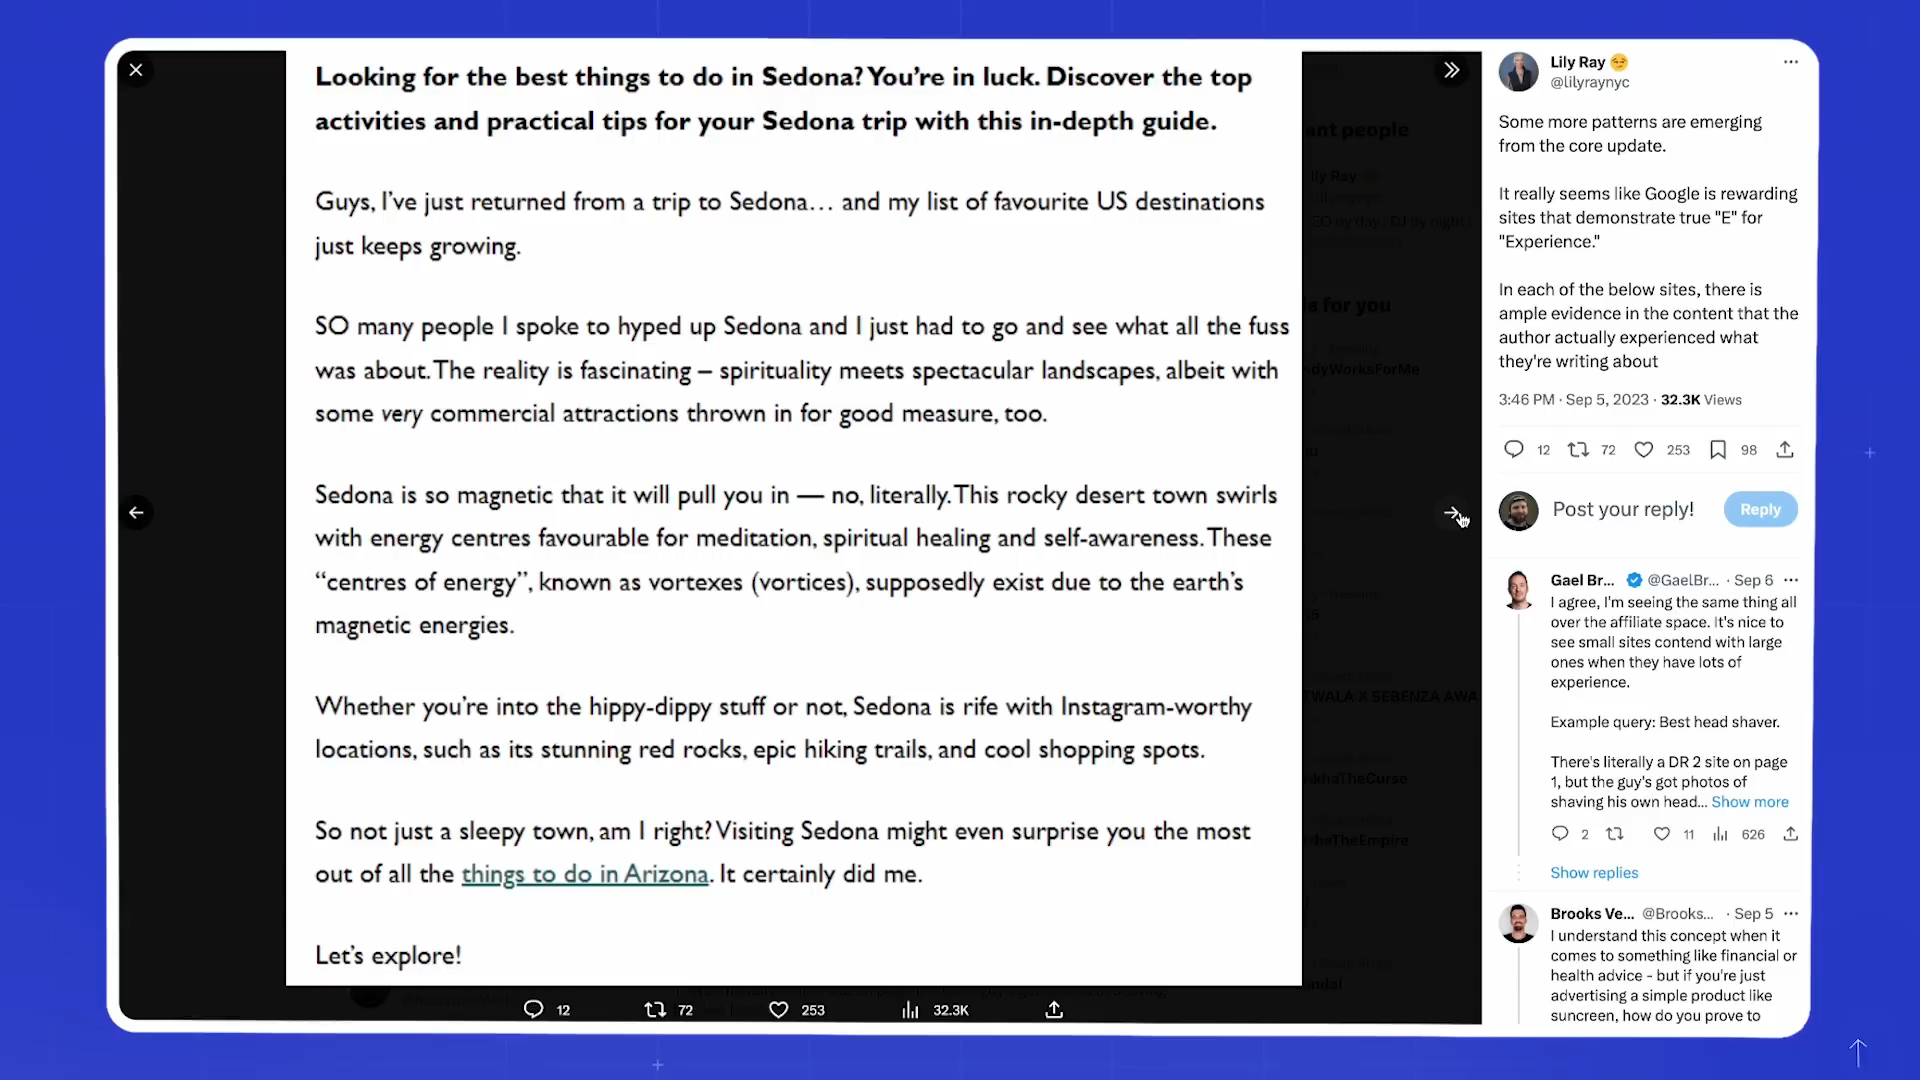 Looking for the best things to do in Sedona? You're in luck. Discover the top
activities and practical tips for your Sedona trip with this in-depth guide.
Guys, I've just returned from a trip to Sedona... and my list of favourite US destinations
just keeps growing.
SO many people I spoke to hyped up Sedona and I just had to go and see what all the fuss
was about. The reality is fascinating – spirituality meets spectacular landscapes, albeit with
some very commercial attractions thrown in for good measure, too.
Sedona is so magnetic that it will pull you in — no, literally. This rocky desert town swirls
with energy centres favourable for meditation, spiritual healing and self-awareness. These
“centres of energy”, known as vortexes (vortices), supposedly exist due to the earth's
magnetic energies.
Whether you're into the hippy-dippy stuff or not, Sedona is rife with Instagram-worthy
locations, such as its stunning red rocks, epic hiking trails, and cool shopping spots.
So not just a sleepy town, am I right? Visiting Sedona might even surprise you the most
out of all the things to do in Arizona. It certainly did me.
Let's explore!
12 72 253 32.3K
ant people
lly Ray
s for you
ndyWorksForMe
TWALA X SEBENZA AWA
khaTheCurse
rbaTheEmpire
Lily Ray
@lilyraynyc
Some more patterns are emerging
from the core update.
It really seems like Google is rewarding
sites that demonstrate true "E" for
"Experience."
In each of the below sites, there is
ample evidence in the content that the
author actually experienced what
they're writing about
3:46 PM · Sep 5, 2023 · 32.3K Views
12 72 253 98
Post your reply! Reply
Gael Br... @GaelBr... · Sep 6
I agree, I'm seeing the same thing all
over the affiliate space. It's nice to
see small sites contend with large
ones when they have lots of
experience.
Example query: Best head shaver.
There's literally a DR 2 site on page
1, but the guy's got photos of
shaving his own head... Show more
2 11 626
Show replies
Brooks Ve... @Brooks... · Sep 5
I understand this concept when it
comes to something like financial or
health advice - but if you're just
advertising a simple product like
suncreen, how do you prove to